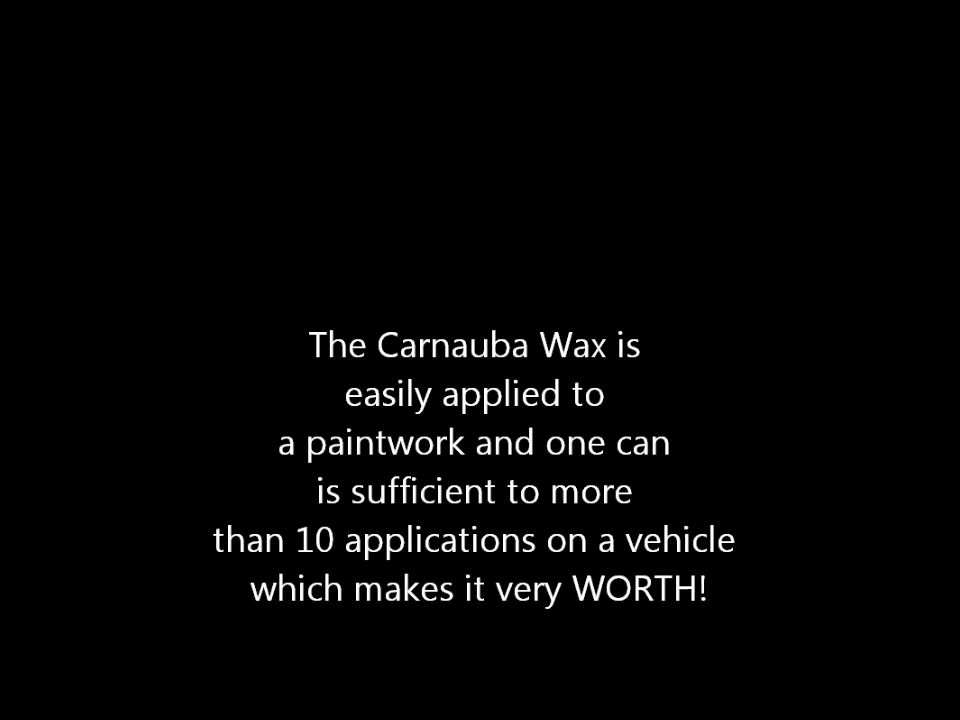 The Carnauba Wax is
easily applied to
a paintwork and one can
is sufficient to more
than 10 applications on a vehicle
which makes it very WORTH!